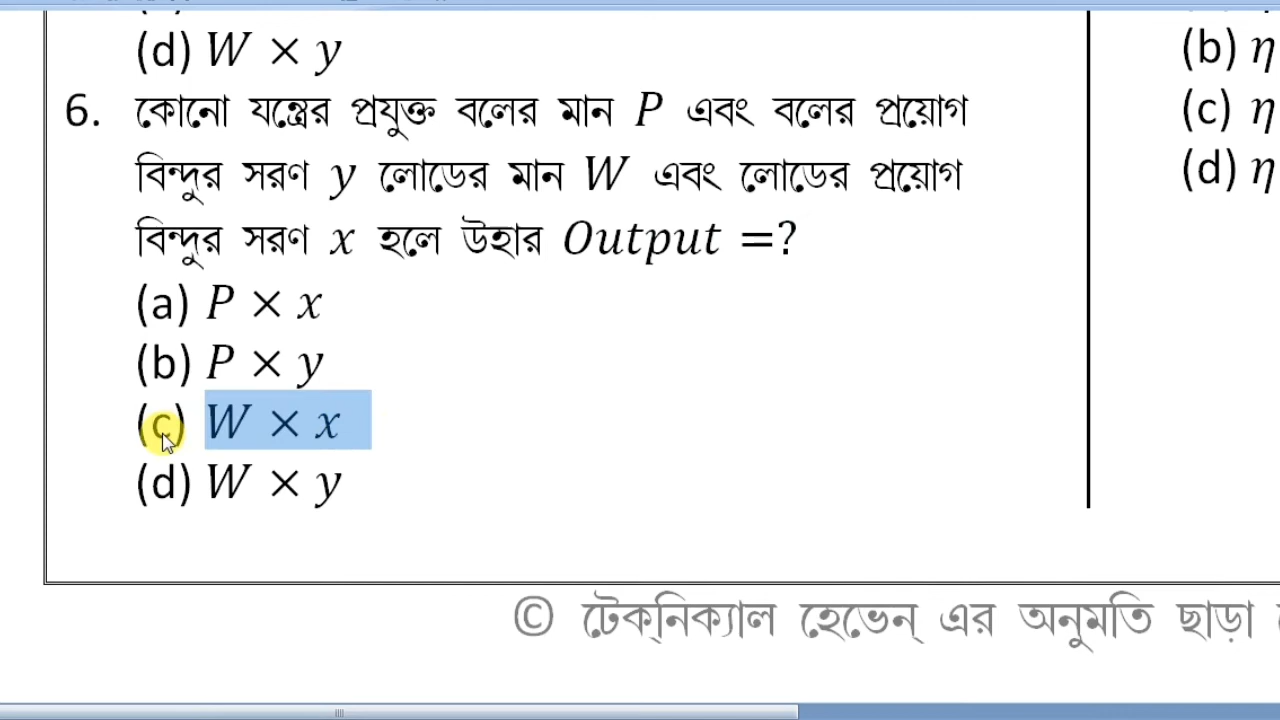 (d) W × y
6. কোনো যন্ত্রের প্রযুক্ত বলের মান P এবং বলের প্রয়োগ
বিন্দুর সরণ y লোডের মান W এবং লোডের প্রয়োগ
বিন্দুর সরণ x হলে উহার Output =?
(a) P × x
(b) P × y
(c) W × x
(d) W × y
(b) η
(c) η
(d) η
© টেক্‌নিক্যাল হেভেন্ এর অনুমতি ছাড়া